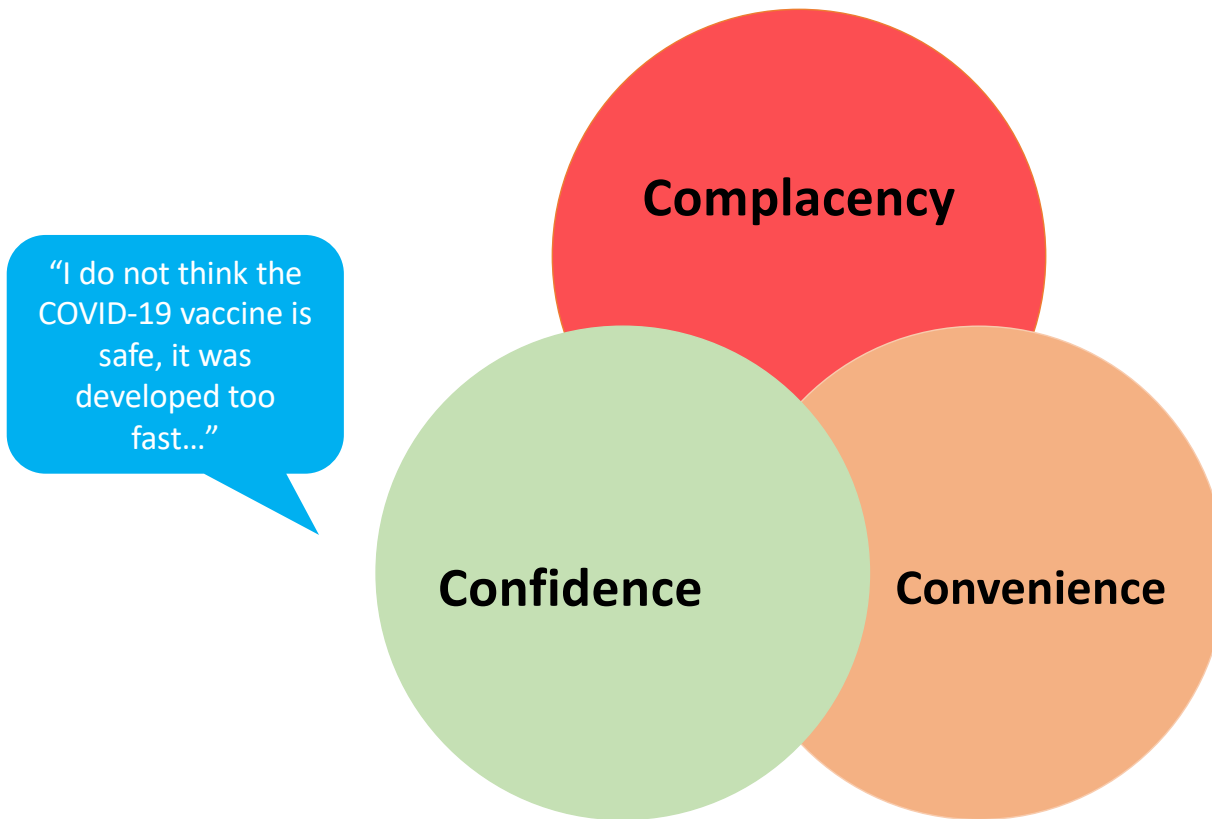 Complacency
“I do not think the
COVID-19 vaccine is
safe, it was
developed too
fast…”
Confidence
Convenience